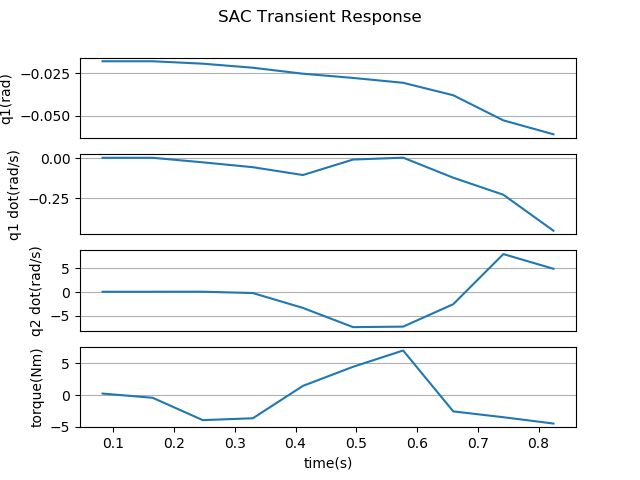 SAC Transient Response
q1(rad)
−0.025
−0.050
q1 dot(rad/s)
0.00
−0.25
q2 dot(rad/s)
5
0
−5
torque(Nm)
5
0
−5
0.1 0.2 0.3 0.4 0.5 0.6 0.7 0.8
time(s)